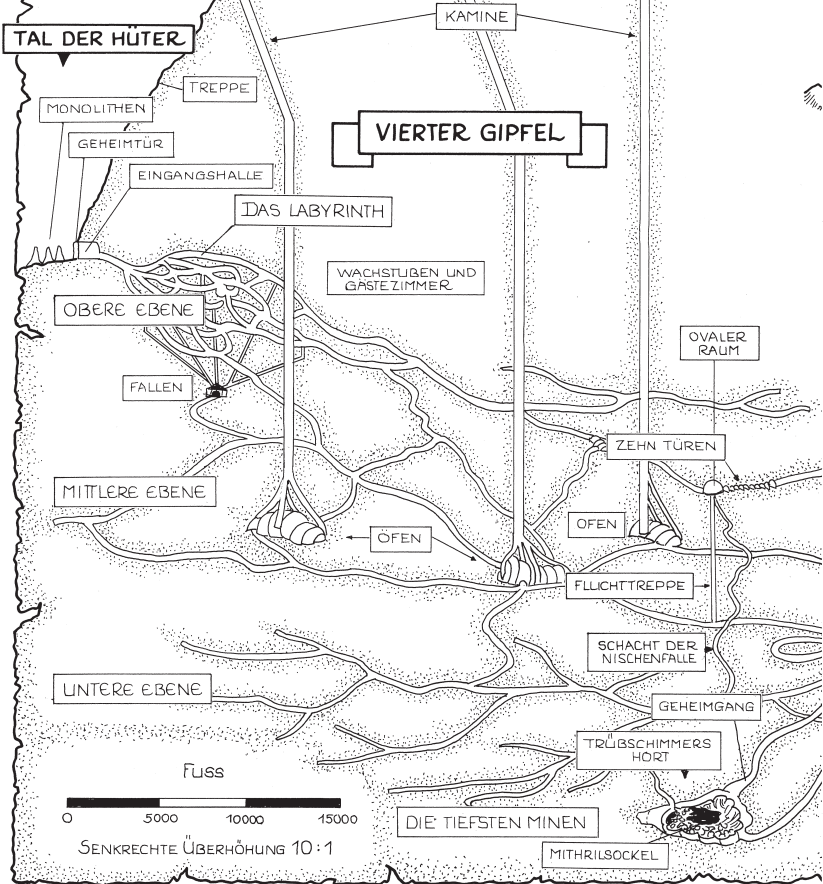 KAMINE
TAL DER HÜTER
TREPPE
MONOLITHEN
VIERTER GIPFEL
GEHEIMTÜR
EINGANGSHALLE
DAS LABYRINTH
WACHSTUBEN UND
GÄSTEZIMMER
OBERE EBENE
OVALER
RAUM
FALLEN
ZEHN TÜREN
MITTLERE EBENE
ÖFEN
OFEN
FLUCHTTREPPE
SCHACHT DER
NISCHENFALLE
UNTERE EBENE
GEHEIMGANG
TRÜBSCHIMMERS
HORT
FUSS
0 5000 10000 15000
SENKRECHTE ÜBERHÖHUNG 10:1
DIE TIEFSTEN MINEN
MITHRILSOCKEL